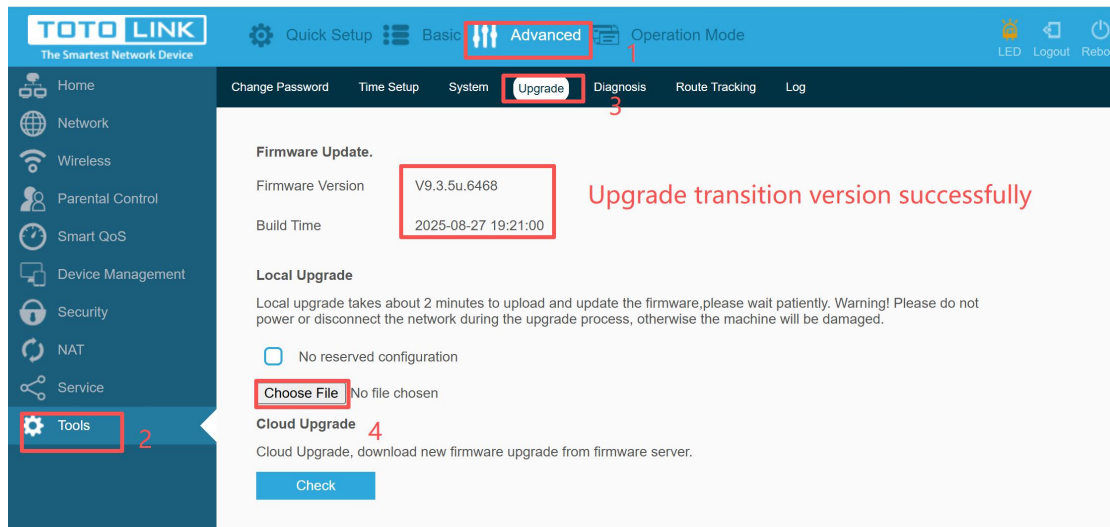 TOTO LINK
The Smartest Network Device
Quick Setup
Basic
Advanced
Operation Mode
1
LED
Logout
Rebo
Home
Network
Wireless
Parental Control
Smart QoS
Device Management
Security
NAT
Service
Tools
2
Change Password
Time Setup
System
Upgrade
Diagnosis
Route Tracking
Log
3
Firmware Update.
Firmware Version V9.3.5u.6468
Upgrade transition version successfully
Build Time 2025-08-27 19:21:00
Local Upgrade
Local upgrade takes about 2 minutes to upload and update the firmware,please wait patiently. Warning! Please do not
power or disconnect the network during the upgrade process, otherwise the machine will be damaged.
No reserved configuration
Choose File No file chosen
4
Cloud Upgrade
Cloud Upgrade, download new firmware upgrade from firmware server.
Check